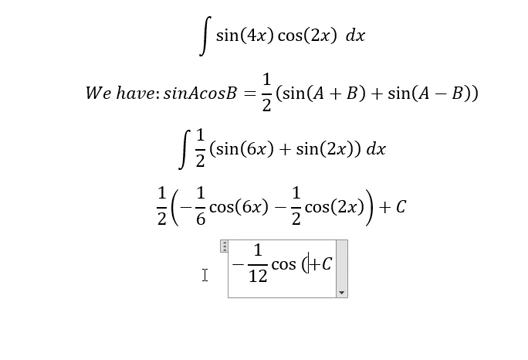 ∫ sin(4x) cos(2x) dx
We have: sinAcosB = 1/2 (sin(A + B) + sin(A − B))
∫ 1/2 (sin(6x) + sin(2x)) dx
1/2 (−1/6 cos(6x) − 1/2 cos(2x)) + C
−1/12 cos (+C